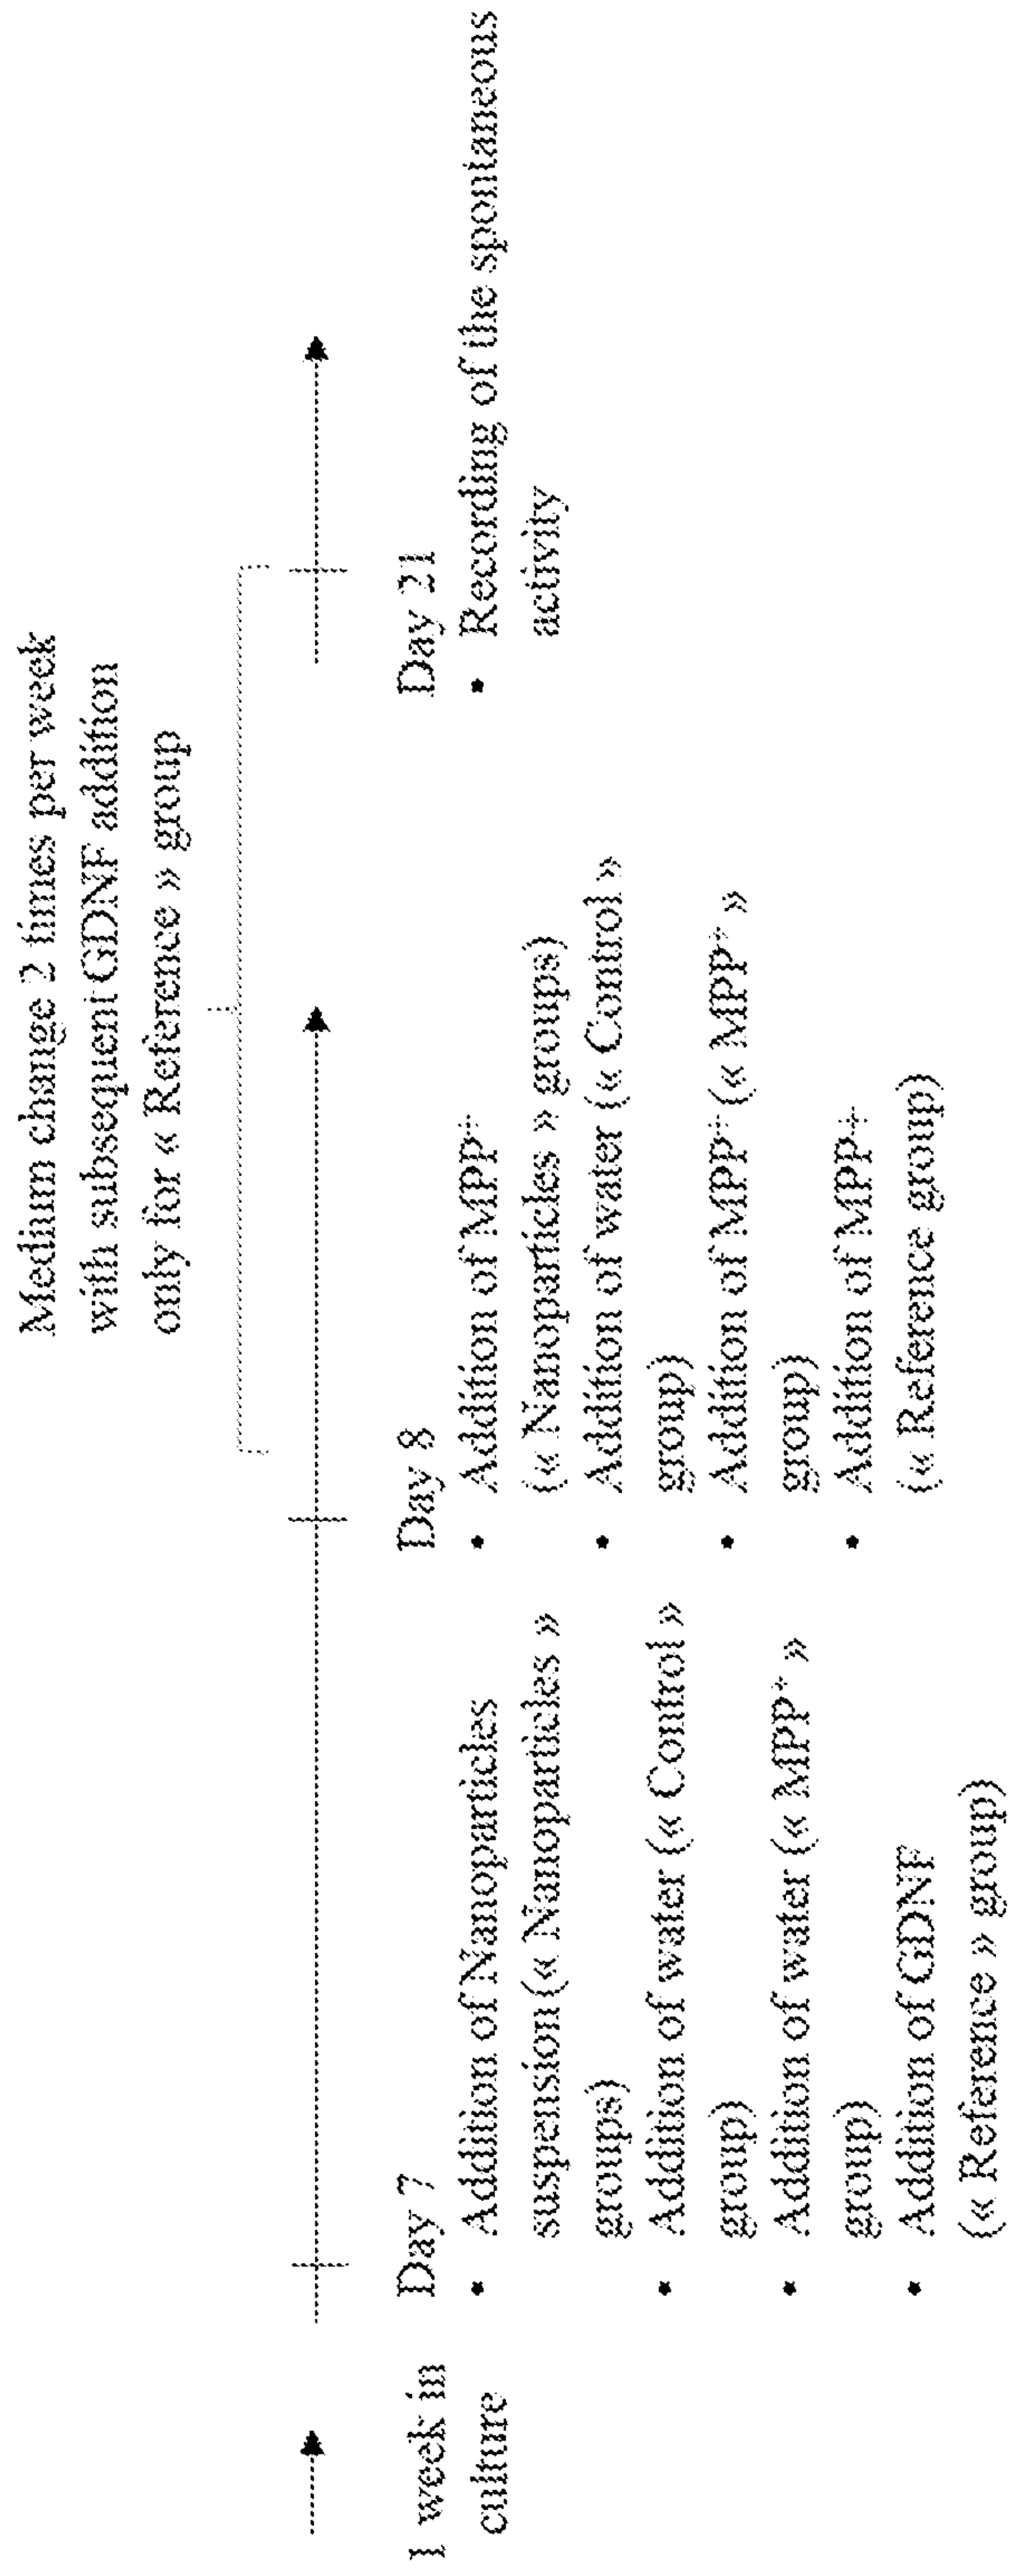 Medium change 2 times per week
with subsequent GDNF addition
only for « Reference » group
1 week in
culture
Day 7
• Addition of Nanoparticles
suspension (« Nanoparticles »
groups)
• Addition of water (« Control »
group)
• Addition of water (« MPP⁺ »
group)
• Addition of GDNF
(« Reference » group)
Day 8
• Addition of MPP⁺
(« Nanoparticles » groups)
• Addition of water (« Control »
group)
• Addition of MPP⁺ (« MPP⁺ »
group)
• Addition of MPP+
(« Reference group)
Day 21
• Recording of the spontaneous
activity